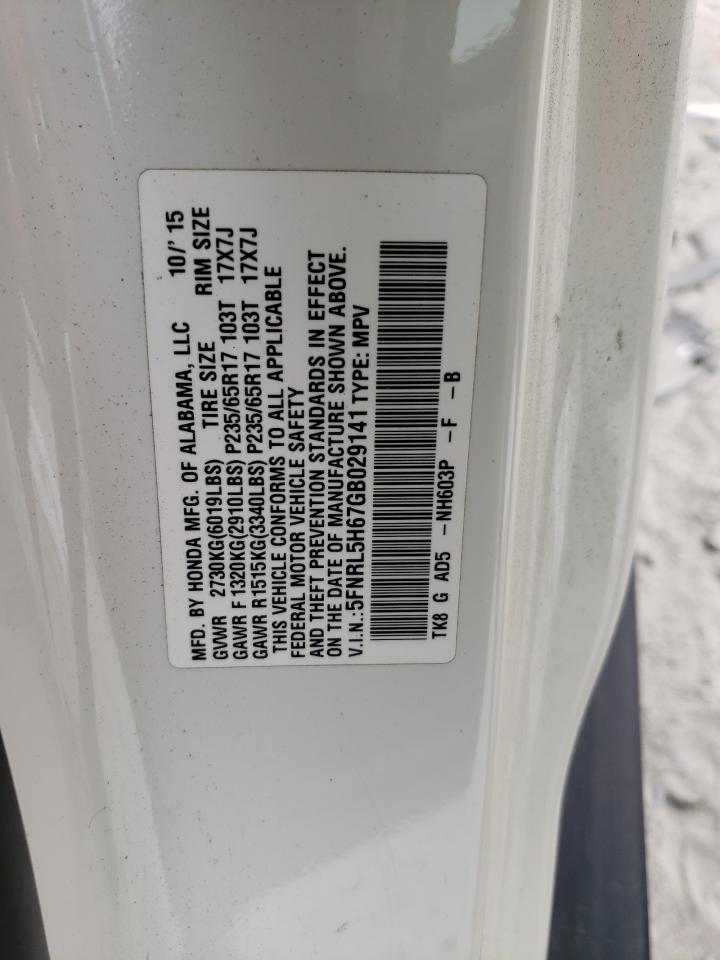 MFD. BY HONDA MFG. OF ALABAMA, LLC 10/'15
GVWR 2730KG(6019LBS) TIRE SIZE RIM SIZE
GAWR F 1320KG(2910LBS) P235/65R17 103T 17X7J
GAWR R 1515KG(3340LBS) P235/65R17 103T 17X7J
THIS VEHICLE CONFORMS TO ALL APPLICABLE
FEDERAL MOTOR VEHICLE SAFETY
AND THEFT PREVENTION STANDARDS IN EFFECT
ON THE DATE OF MANUFACTURE SHOWN ABOVE.
V.I.N.:5FNRL5H67GB029141 TYPE: MPV
TK8 G AD5 -NH603P -F -B